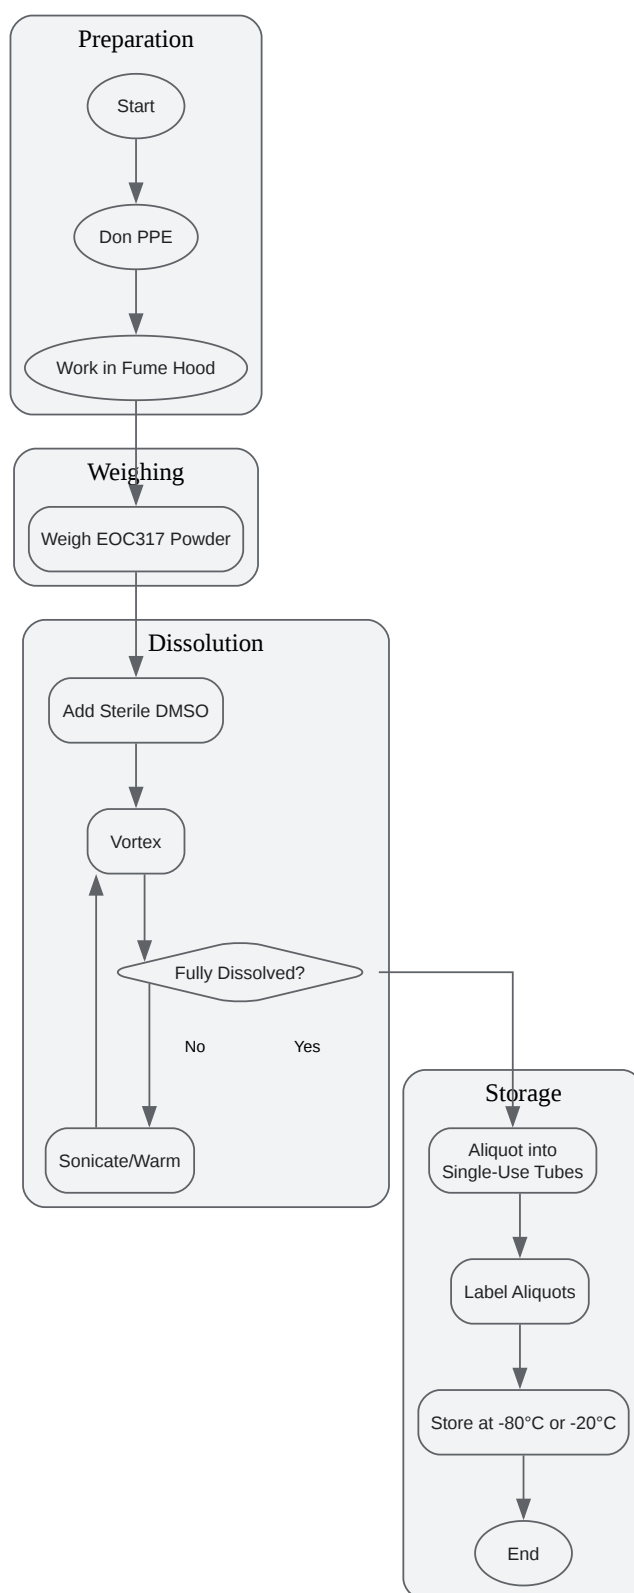 Preparation
Start
Don PPE
Work in Fume Hood
Weighing
Weigh EOC317 Powder
Dissolution
Add Sterile DMSO
Vortex
Fully Dissolved?
No
Yes
Sonicate/Warm
Storage
Aliquot into
Single-Use Tubes
Label Aliquots
Store at -80°C or -20°C
End